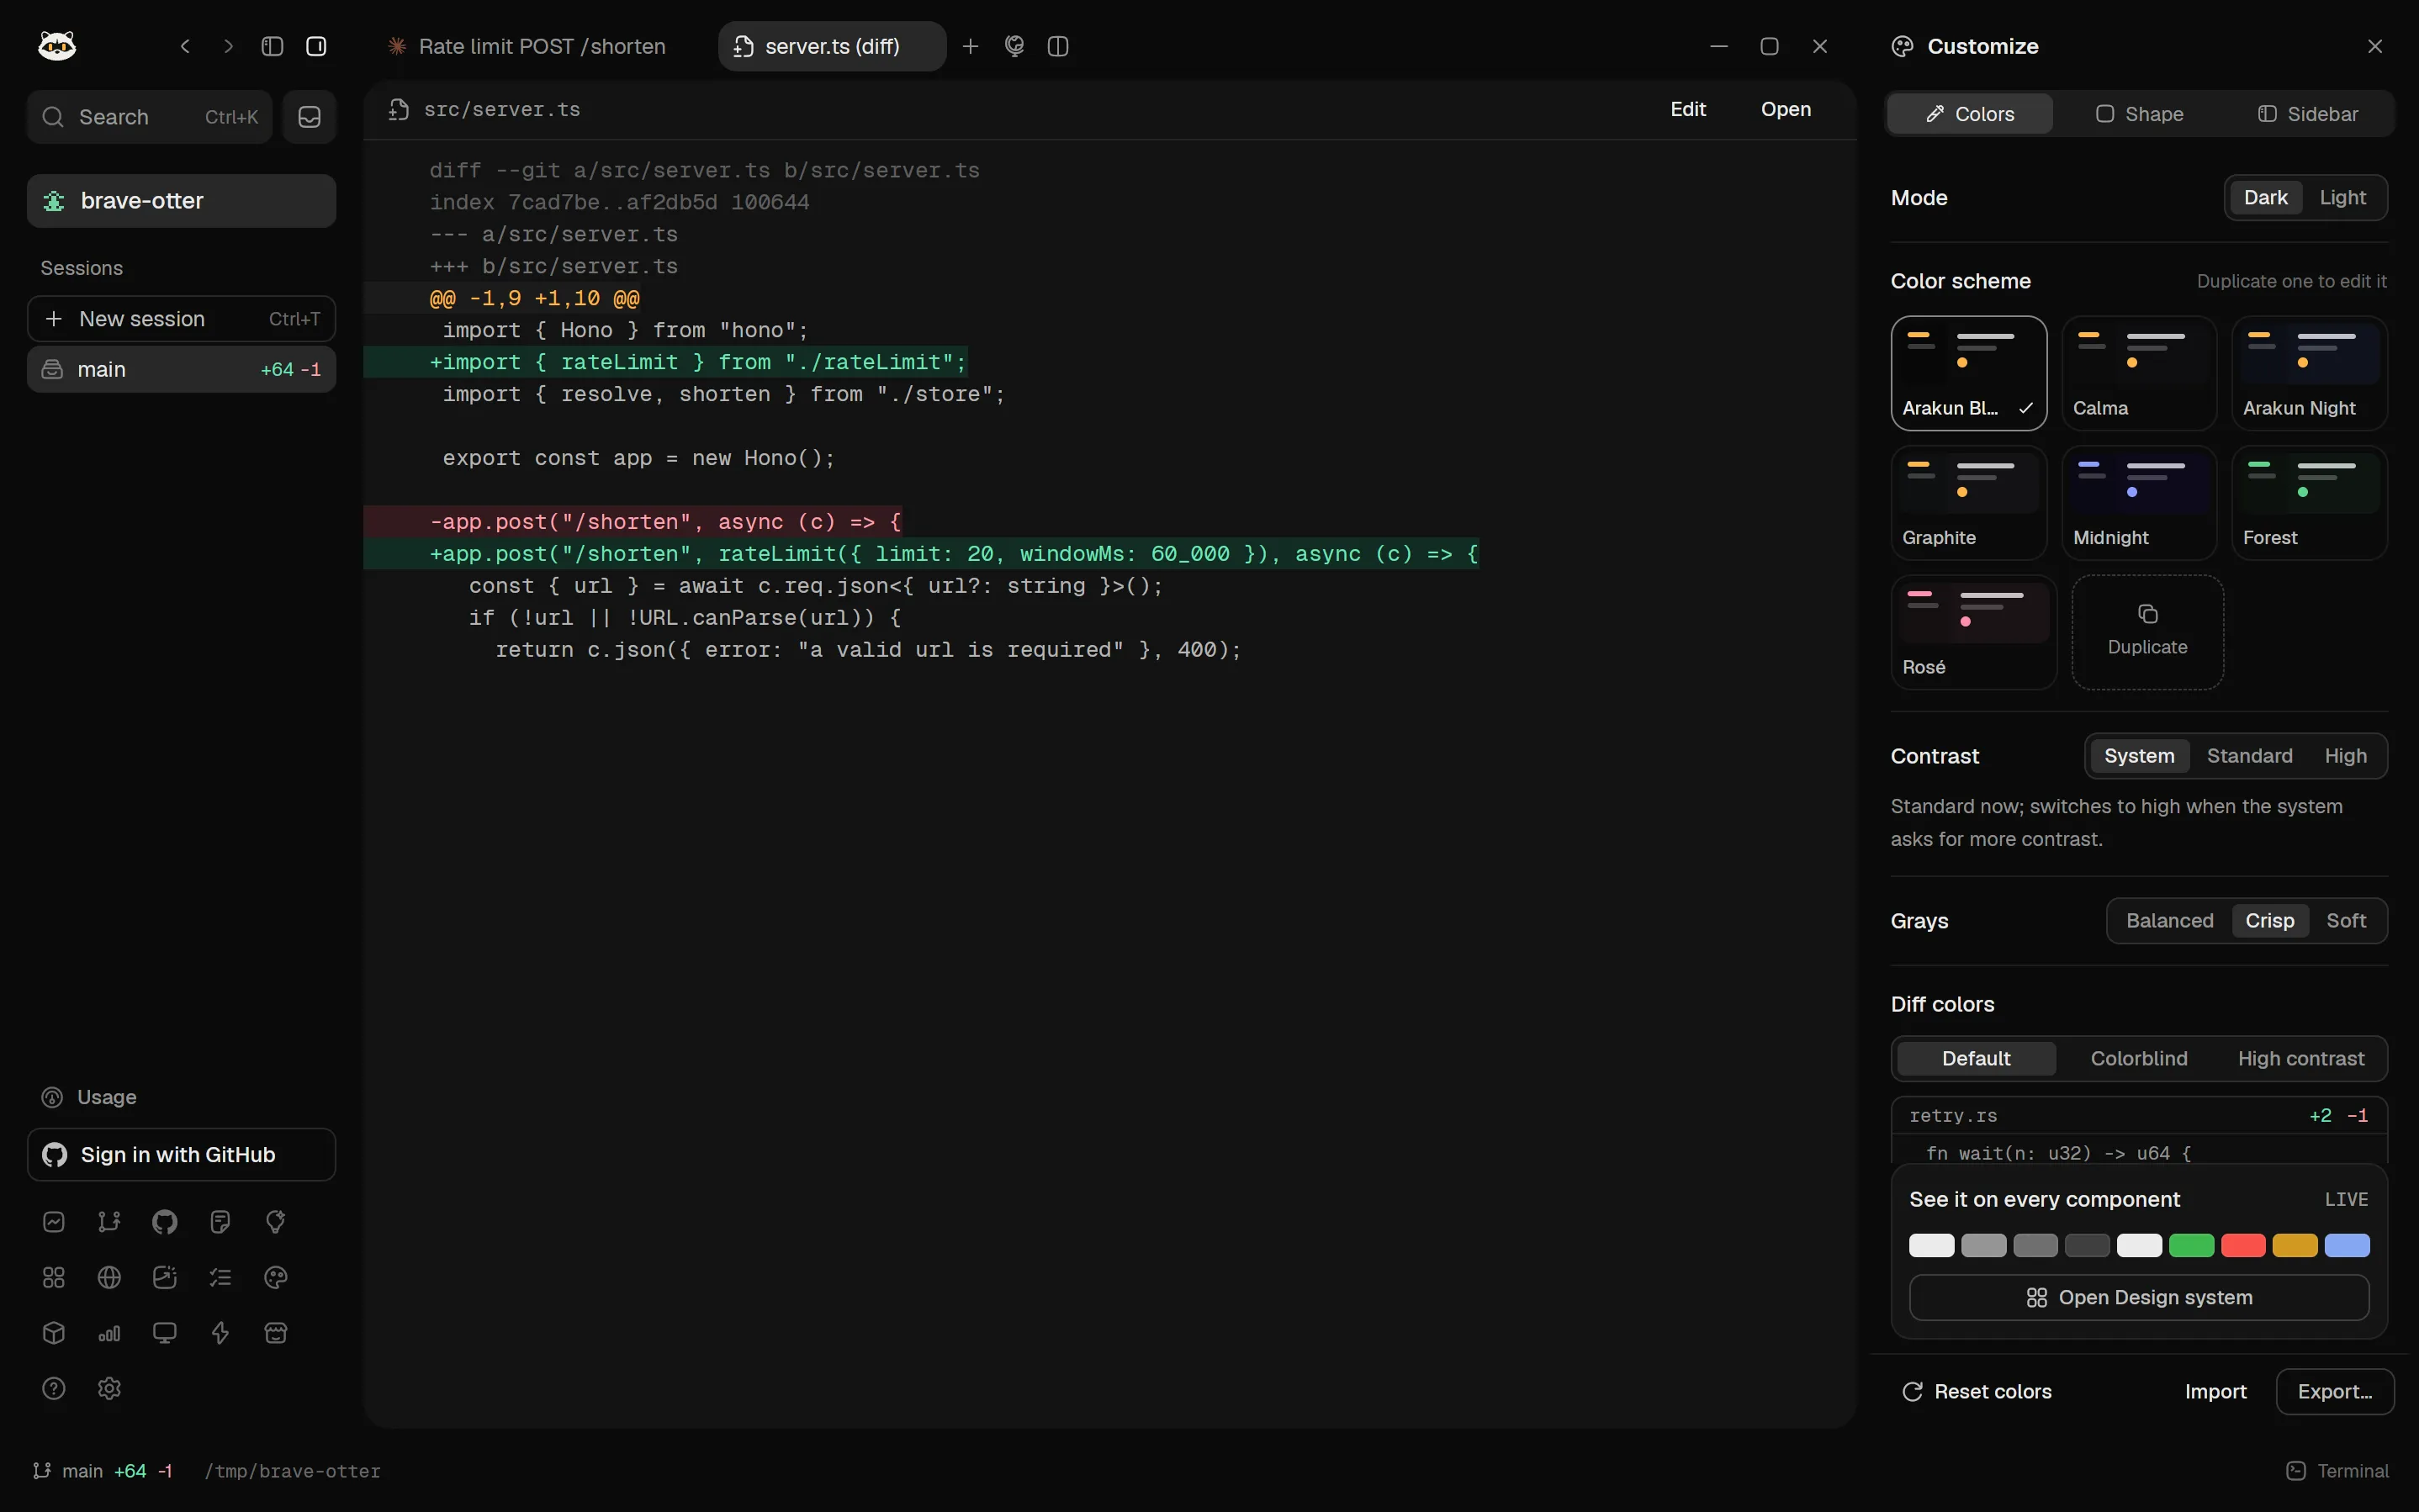 Rate limit POST /shorten
server.ts (diff)
Customize
Search Ctrl+K
src/server.ts
Edit
Open
Colors
Shape
Sidebar
brave-otter
Sessions
New session Ctrl+T
main +64 -1
diff --git a/src/server.ts b/src/server.ts
index 7cad7be..af2db5d 100644
--- a/src/server.ts
+++ b/src/server.ts
@@ -1,9 +1,10 @@
import { Hono } from "hono";
+import { rateLimit } from "./rateLimit";
import { resolve, shorten } from "./store";
export const app = new Hono();
-app.post("/shorten", async (c) => {
+app.post("/shorten", rateLimit({ limit: 20, windowMs: 60_000 }), async (c) => {
const { url } = await c.req.json<{ url?: string }>();
if (!url || !URL.canParse(url)) {
return c.json({ error: "a valid url is required" }, 400);
Mode
Dark
Light
Color scheme
Duplicate one to edit it
Arakun Bl...
Calma
Arakun Night
Graphite
Midnight
Forest
Rosé
Duplicate
Contrast
System
Standard
High
Standard now; switches to high when the system
asks for more contrast.
Grays
Balanced
Crisp
Soft
Diff colors
Default
Colorblind
High contrast
retry.rs +2 -1
fn wait(n: u32) -> u64 {
See it on every component
LIVE
Open Design system
Reset colors
Import
Export...
Usage
Sign in with GitHub
main +64 -1 /tmp/brave-otter
Terminal